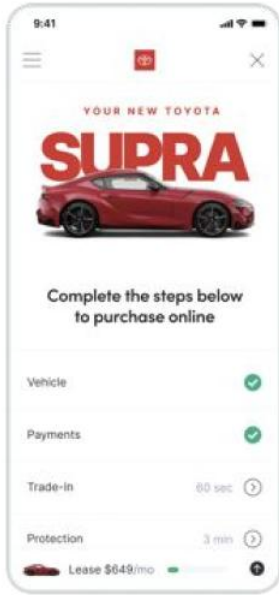 9:41
YOUR NEW TOYOTA
SUPRA
Complete the steps below
to purchase online
Vehicle
Payments
Trade-In 60 sec
Protection 3 min
Lease $649/mo